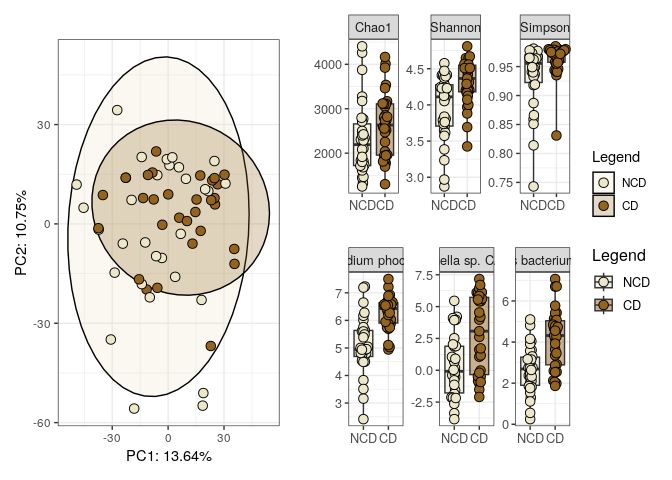 Chao1
Shannon
Simpson
4000
3000
2000
4.5
4.0
3.5
3.0
0.95
0.90
0.85
0.80
0.75
NCD CD
NCD CD
NCD CD
30
0
-30
-60
-30
0
30
PC2: 10.75%
PC1: 13.64%
Legend
NCD
CD
dium phoc
ella sp. C
s bacterium
7
6
5
4
3
7.5
5.0
2.5
0.0
-2.5
6
4
2
0
NCD CD
NCD CD
NCD CD
Legend
NCD
CD